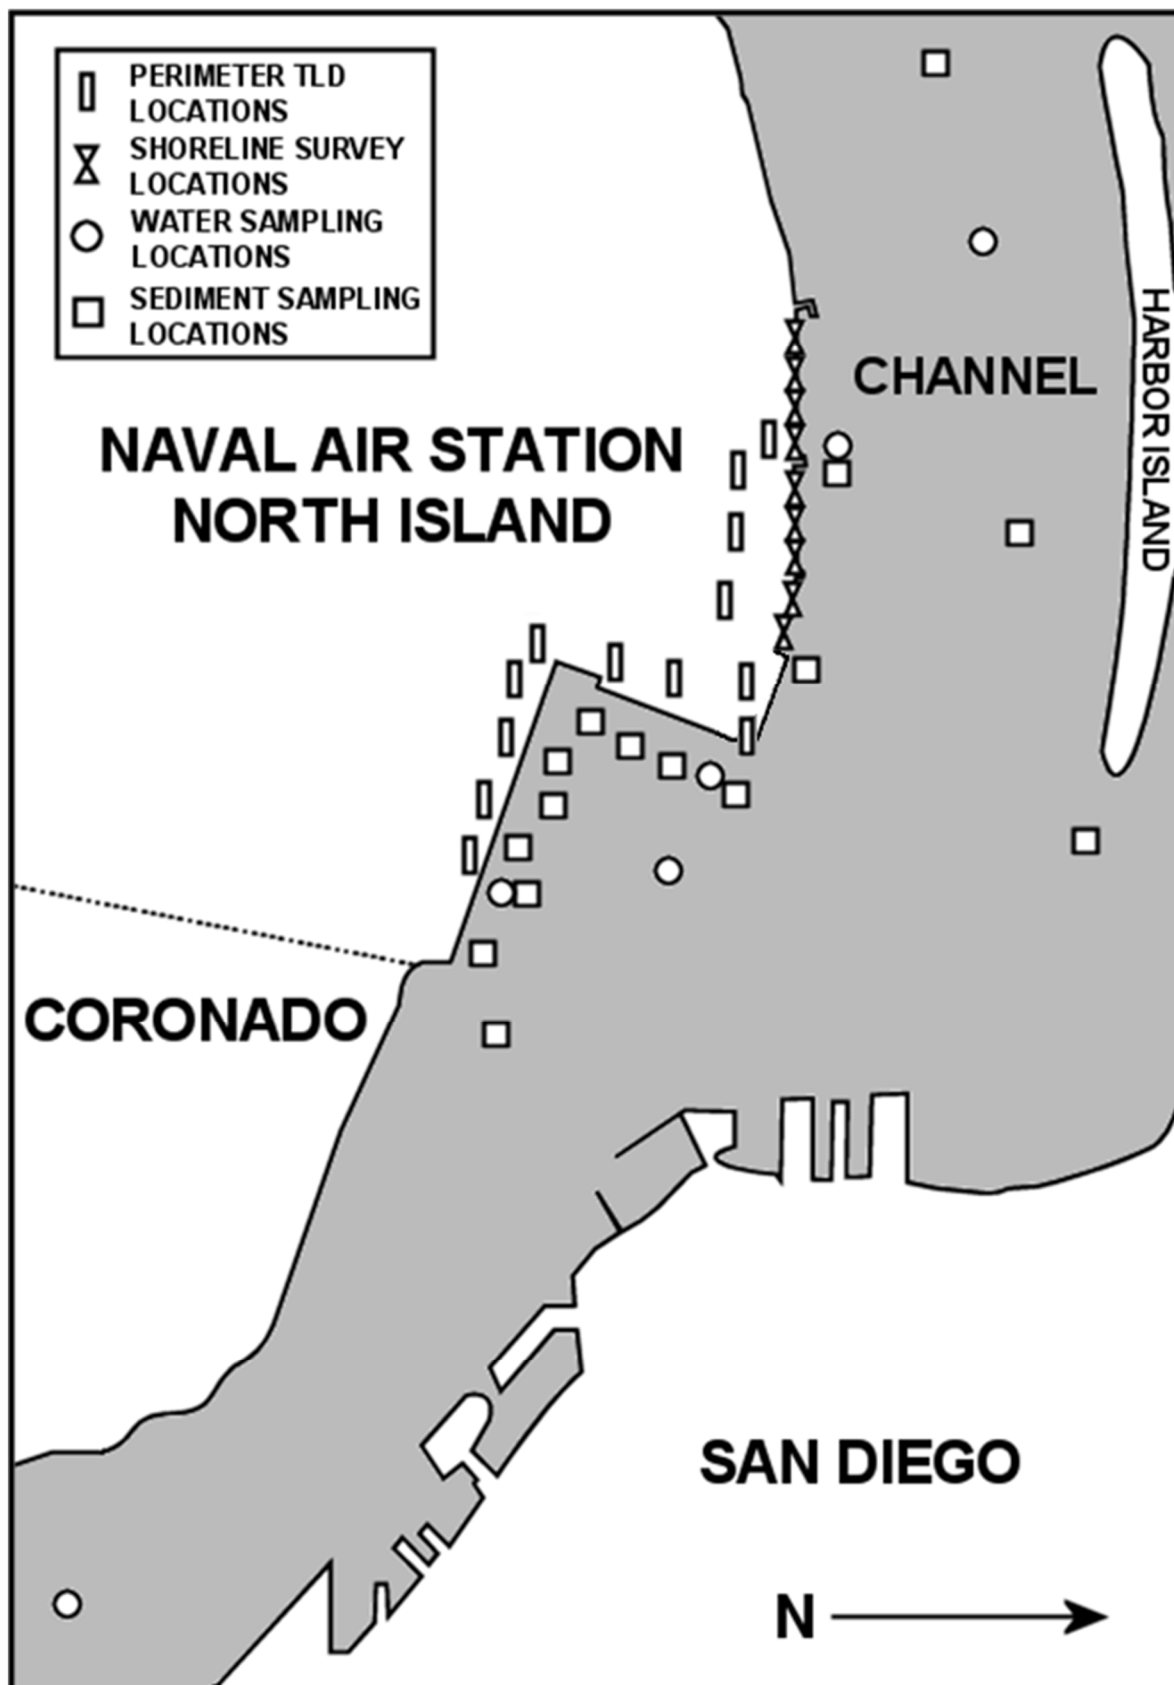 PERIMETER TLD
LOCATIONS
SHORELINE SURVEY
LOCATIONS
WATER SAMPLING
LOCATIONS
SEDIMENT SAMPLING
LOCATIONS
CHANNEL
HARBOR ISLAND
NAVAL AIR STATION
NORTH ISLAND
CORONADO
SAN DIEGO
N